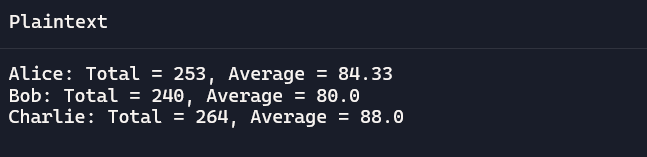 Plaintext
Alice: Total = 253, Average = 84.33
Bob: Total = 240, Average = 80.0
Charlie: Total = 264, Average = 88.0